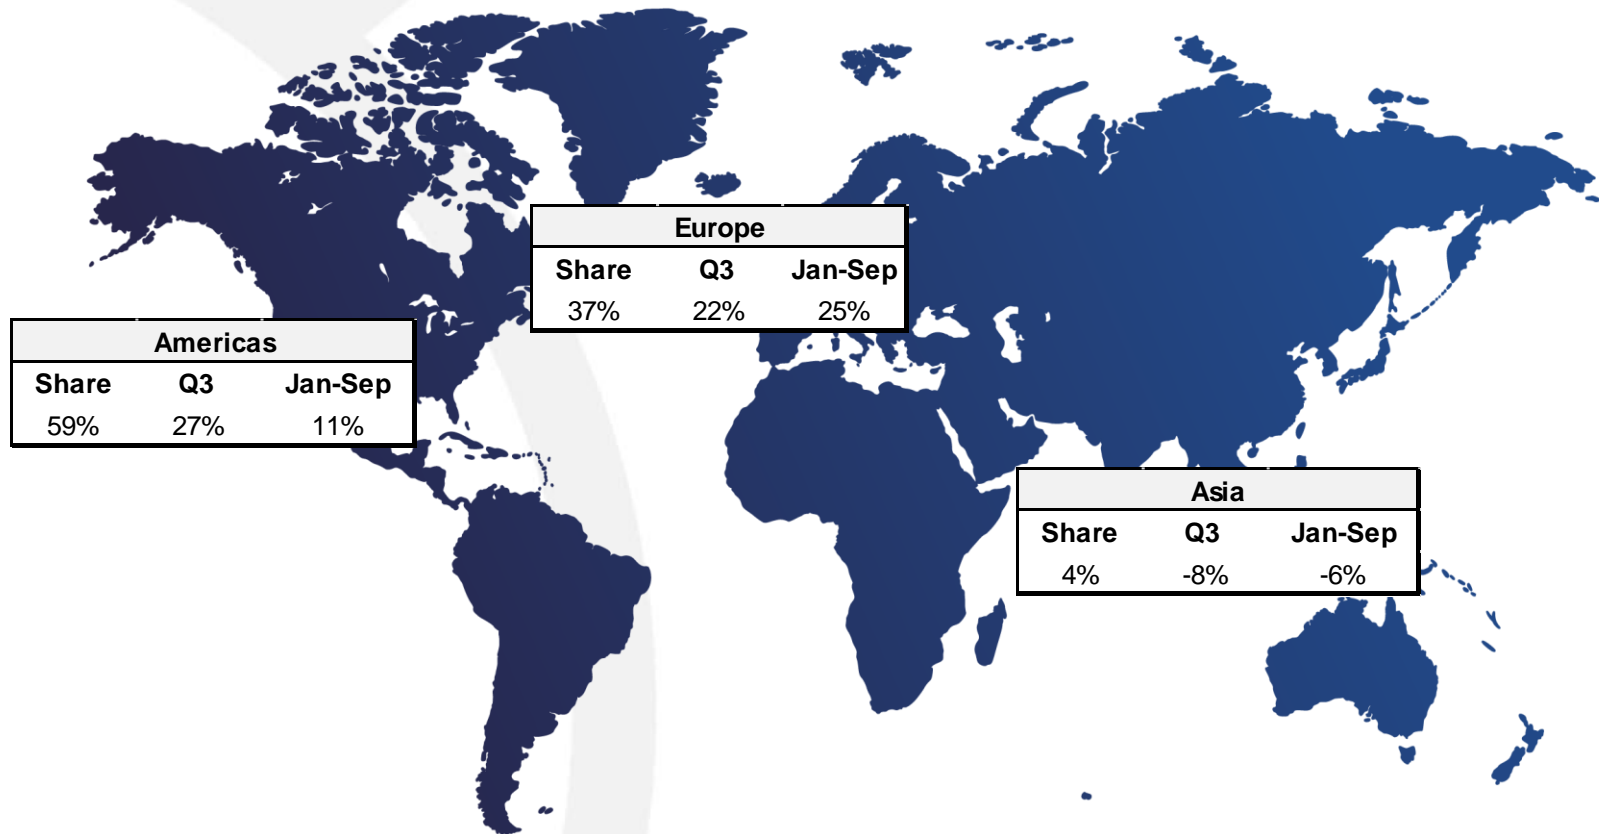 Europe
Share Q3 Jan-Sep
37% 22% 25%
Americas
Share Q3 Jan-Sep
59% 27% 11%
Asia
Share Q3 Jan-Sep
4% -8% -6%